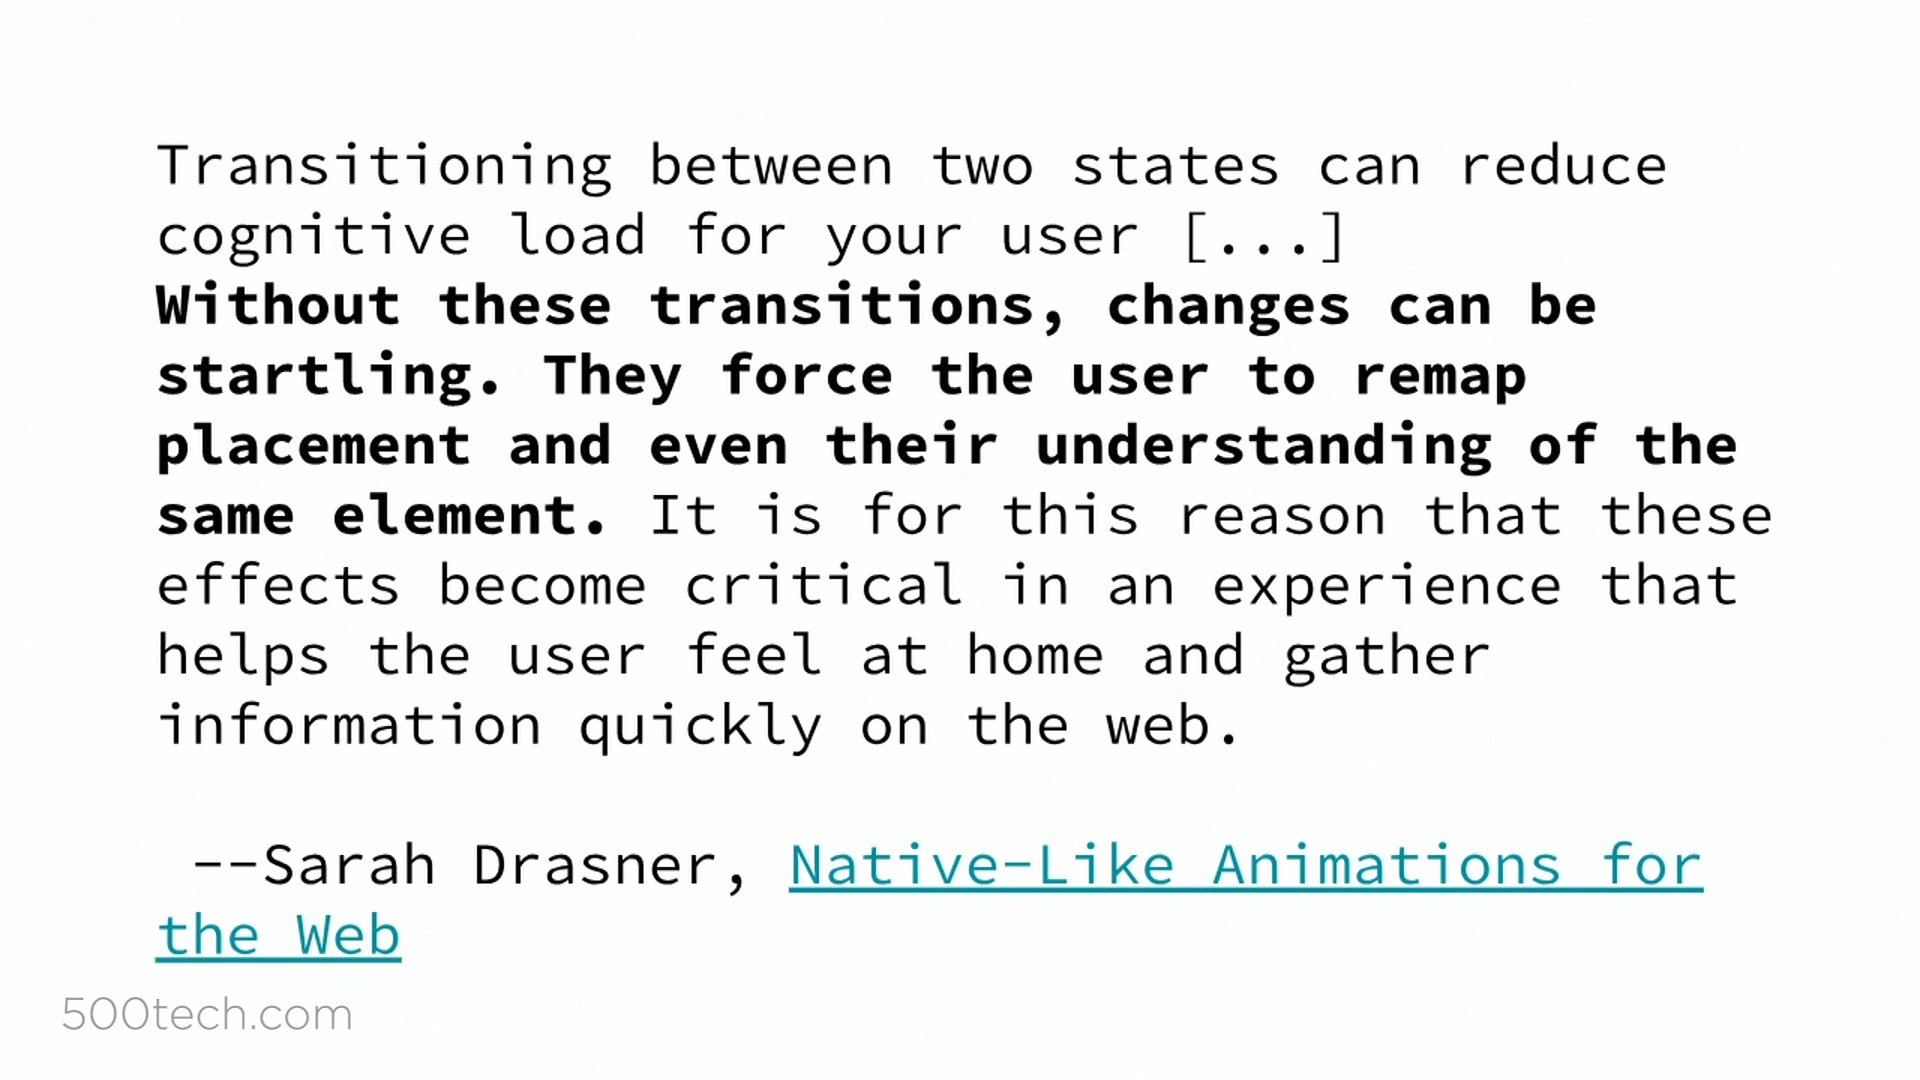 Transitioning between two states can reduce
cognitive load for your user [...]
Without these transitions, changes can be
startling. They force the user to remap
placement and even their understanding of the
same element. It is for this reason that these
effects become critical in an experience that
helps the user feel at home and gather
information quickly on the web.
--Sarah Drasner, Native-Like Animations for
the Web
500tech.com